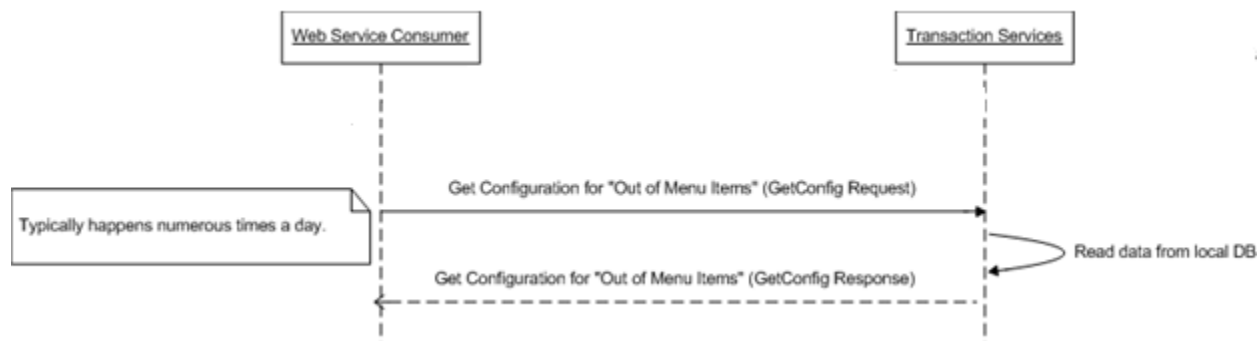 Web Service Consumer
Transaction Services
Get Configuration for "Out of Menu Items" (GetConfig Request)
Typically happens numerous times a day.
Read data from local DB
Get Configuration for "Out of Menu Items" (GetConfig Response)